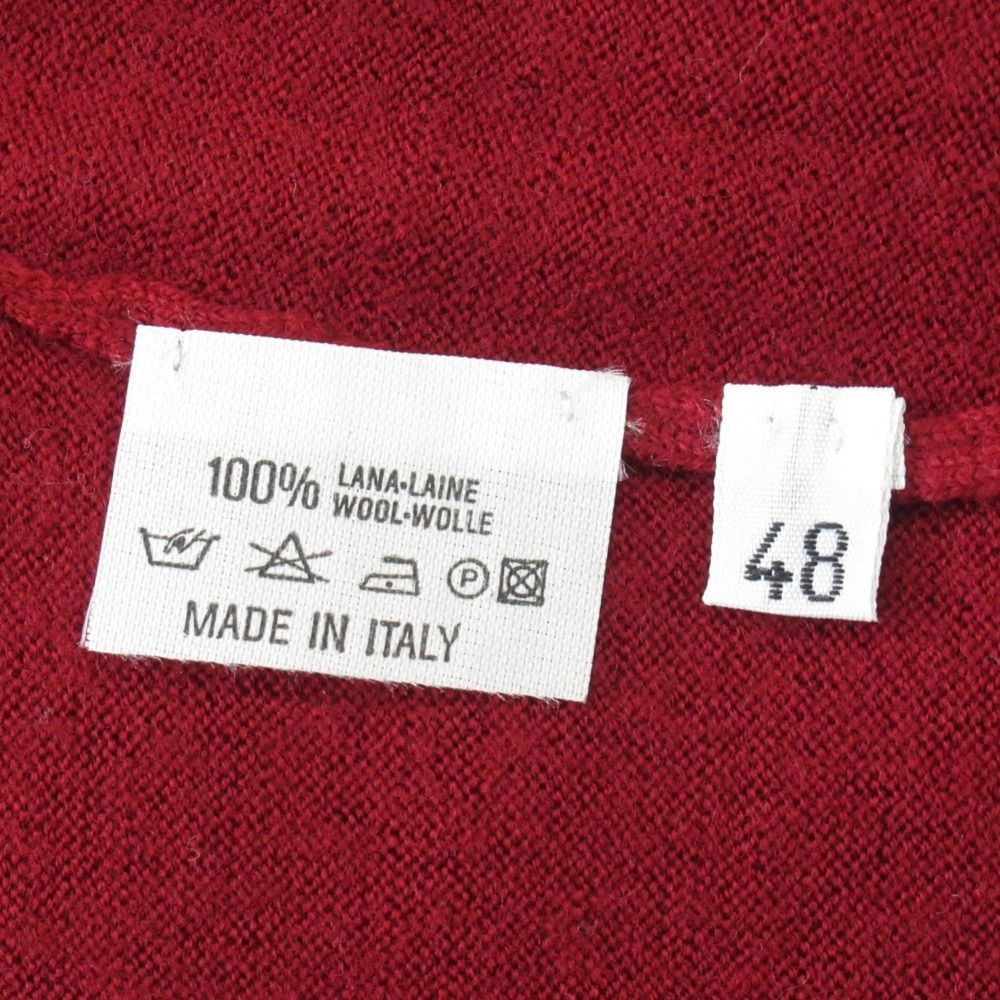 100% LANA·LAINE
WOOL·WOLLE
P
MADE IN ITALY
48